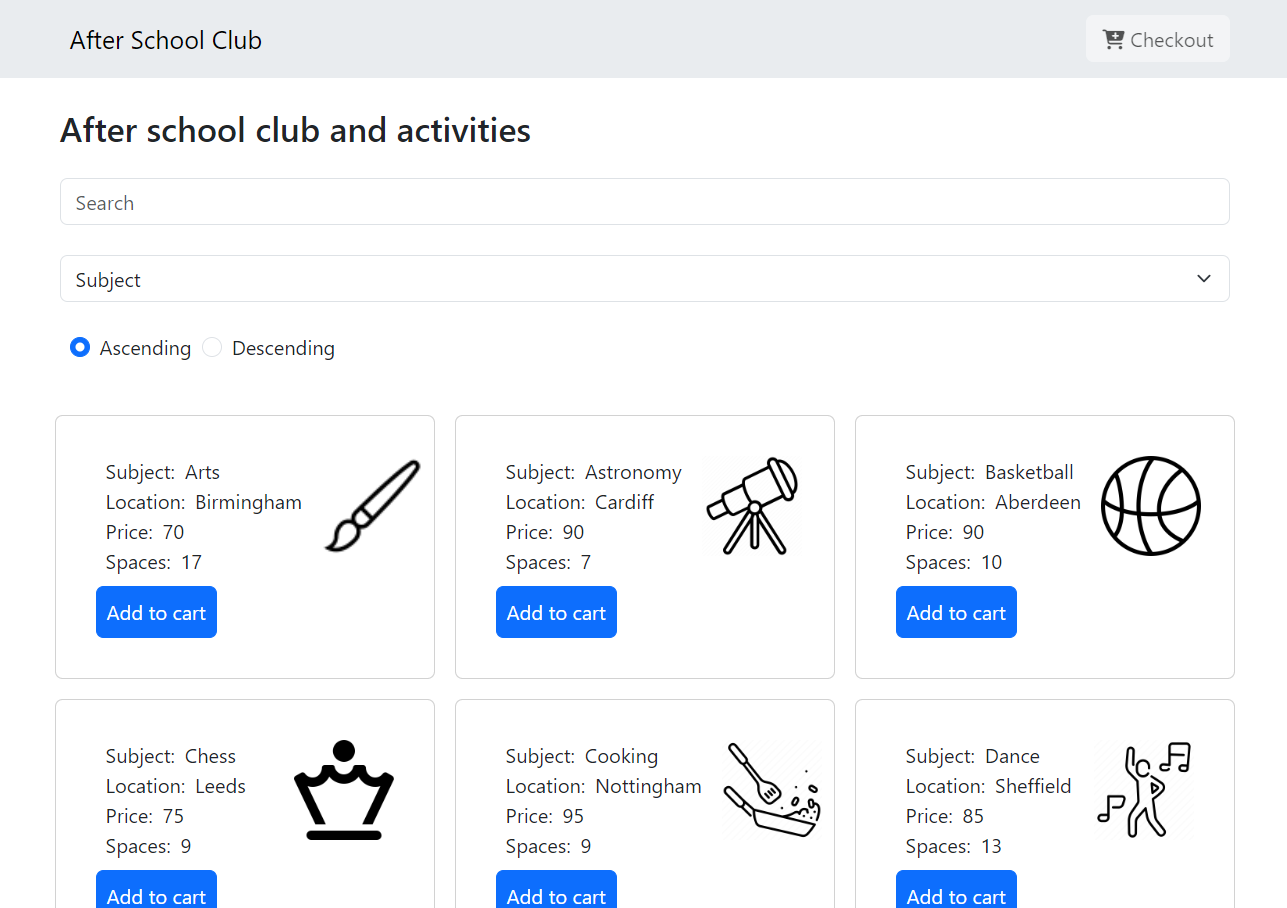 After School Club
Checkout
After school club and activities
Search
Subject
Ascending Descending
Subject: Arts
Location: Birmingham
Price: 70
Spaces: 17
Add to cart
Subject: Astronomy
Location: Cardiff
Price: 90
Spaces: 7
Add to cart
Subject: Basketball
Location: Aberdeen
Price: 90
Spaces: 10
Add to cart
Subject: Chess
Location: Leeds
Price: 75
Spaces: 9
Add to cart
Subject: Cooking
Location: Nottingham
Price: 95
Spaces: 9
Add to cart
Subject: Dance
Location: Sheffield
Price: 85
Spaces: 13
Add to cart